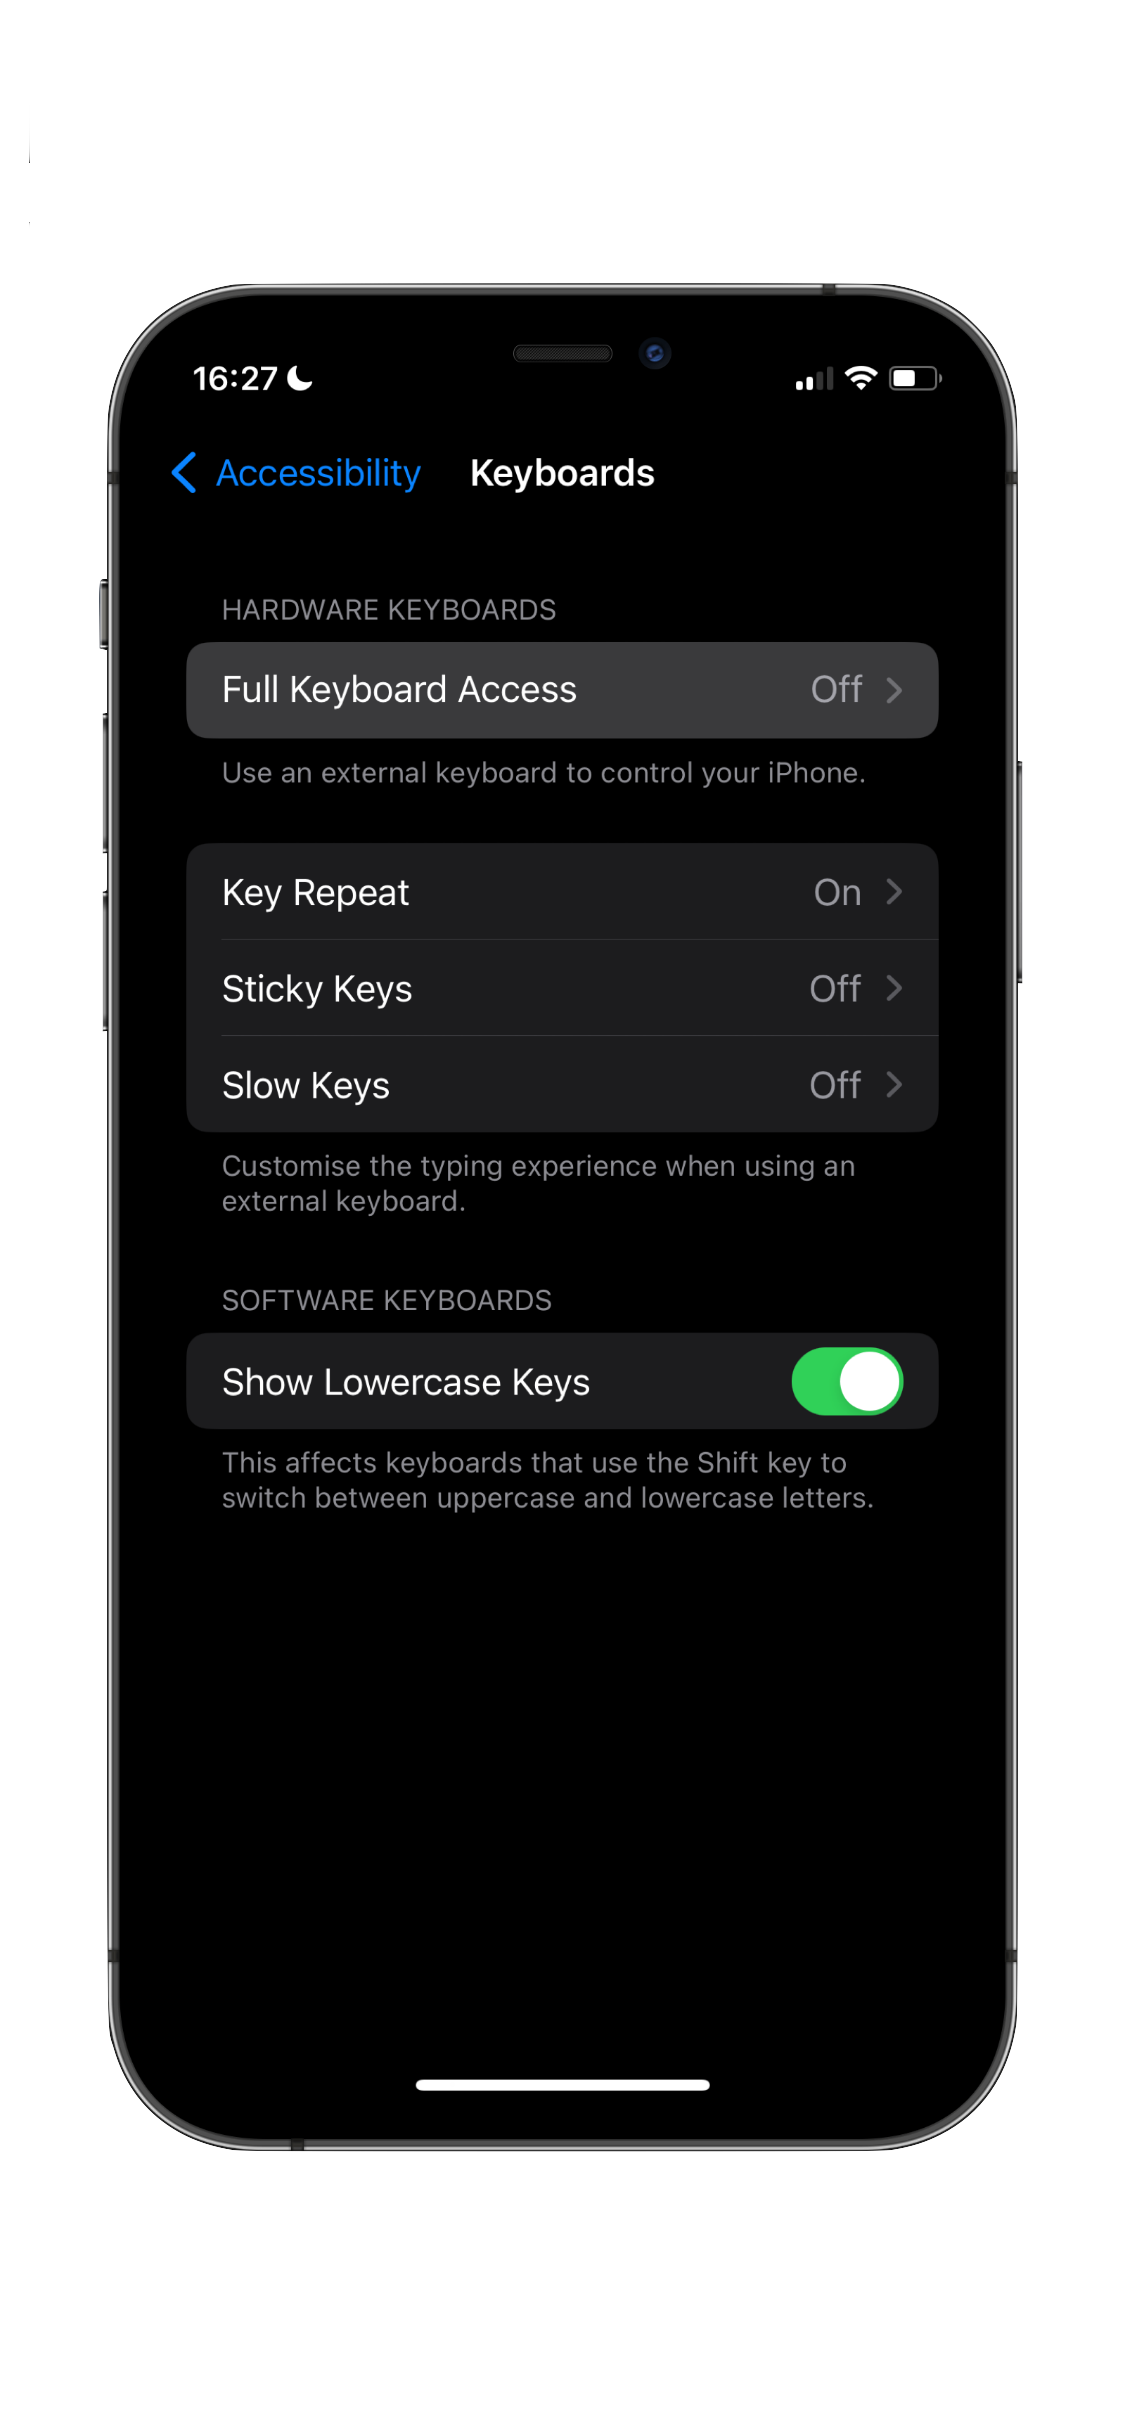 16:27
Accessibility Keyboards
HARDWARE KEYBOARDS
Full Keyboard Access Off
Use an external keyboard to control your iPhone.
Key Repeat On
Sticky Keys Off
Slow Keys Off
Customise the typing experience when using an
external keyboard.
SOFTWARE KEYBOARDS
Show Lowercase Keys
This affects keyboards that use the Shift key to
switch between uppercase and lowercase letters.